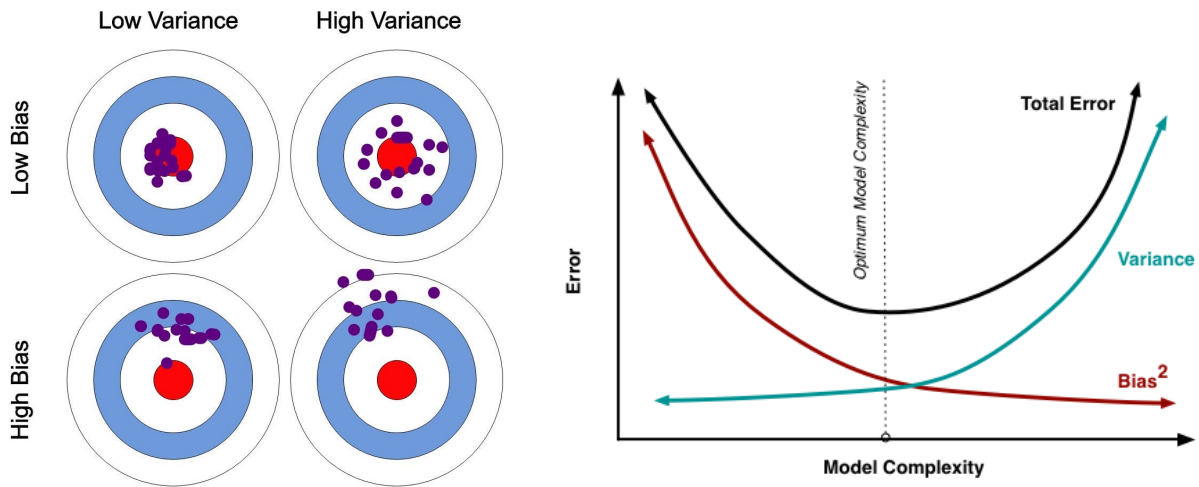 Low Variance
High Variance
Low Bias
High Bias
Error
Optimum Model Complexity
Total Error
Variance
Bias²
Model Complexity